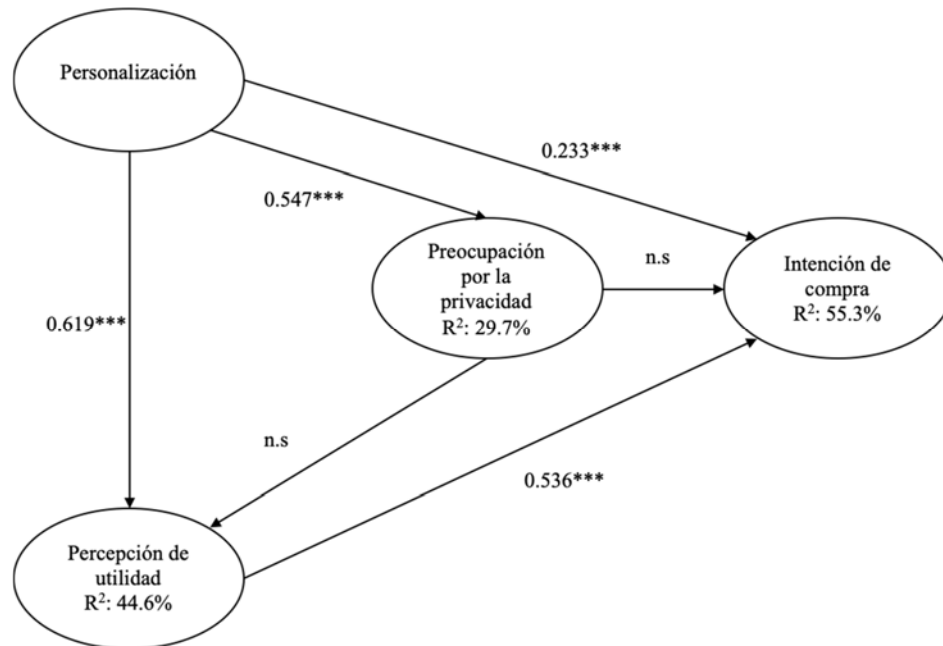 Personalización
0.233***
0.547***
Preocupación
por la
privacidad
R²: 29.7%
n.s
Intención de
compra
R²: 55.3%
0.619***
n.s
0.536***
Percepción de
utilidad
R²: 44.6%